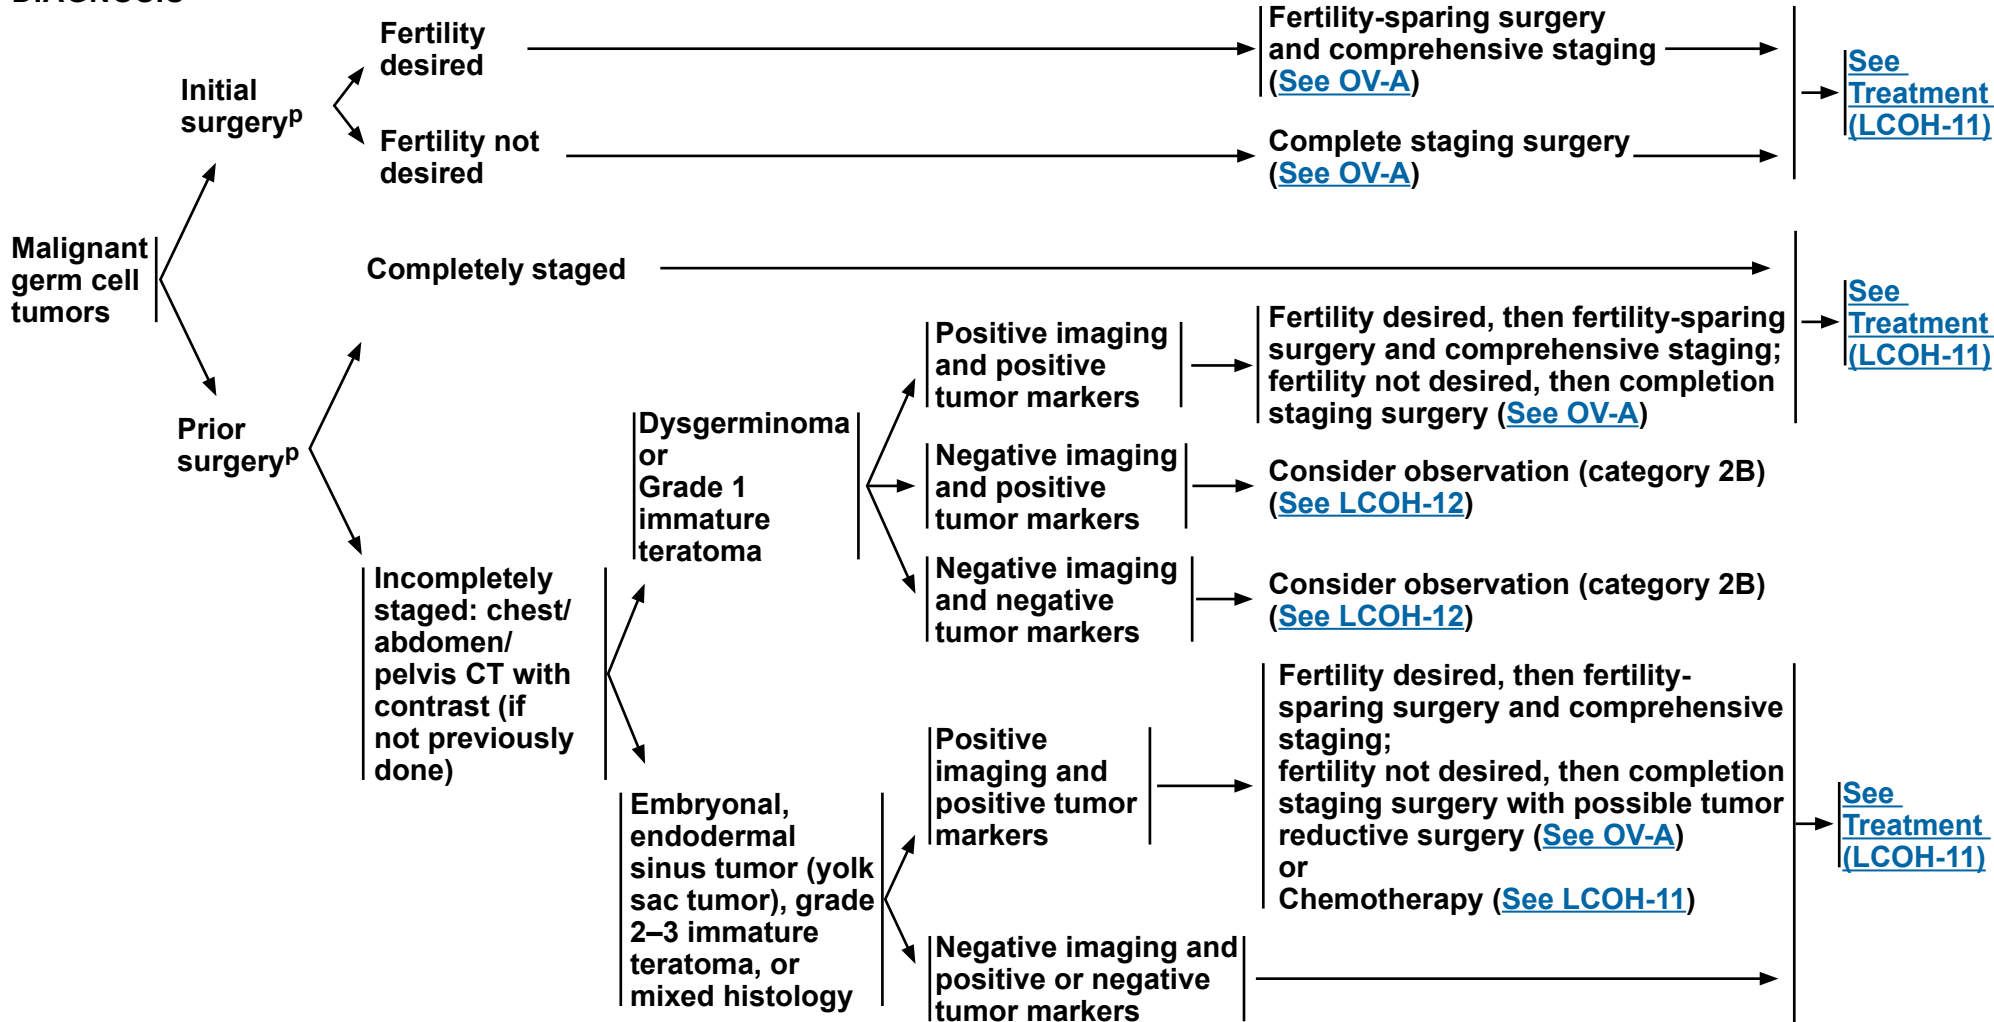 Fertility
desired
Fertility-sparing surgery
and comprehensive staging
(See OV-A)
Initial
surgeryp
See
Treatment
(LCOH-11)
Fertility not
desired
Complete staging surgery
(See OV-A)
Malignant
germ cell
tumors
Completely staged
See
Treatment
(LCOH-11)
Prior
surgeryp
Dysgerminoma
or
Grade 1
immature
teratoma
Positive imaging
and positive
tumor markers
Fertility desired, then fertility-sparing
surgery and comprehensive staging;
fertility not desired, then completion
staging surgery (See OV-A)
Negative imaging
and positive
tumor markers
Consider observation (category 2B)
(See LCOH-12)
Negative imaging
and negative
tumor markers
Consider observation (category 2B)
(See LCOH-12)
Incompletely
staged: chest/
abdomen/
pelvis CT with
contrast (if
not previously
done)
Embryonal,
endodermal
sinus tumor (yolk
sac tumor), grade
2–3 immature
teratoma, or
mixed histology
Positive
imaging and
positive tumor
markers
Fertility desired, then fertility-
sparing surgery and comprehensive
staging;
fertility not desired, then completion
staging surgery with possible tumor
reductive surgery (See OV-A)
or
Chemotherapy (See LCOH-11)
See
Treatment
(LCOH-11)
Negative imaging and
positive or negative
tumor markers